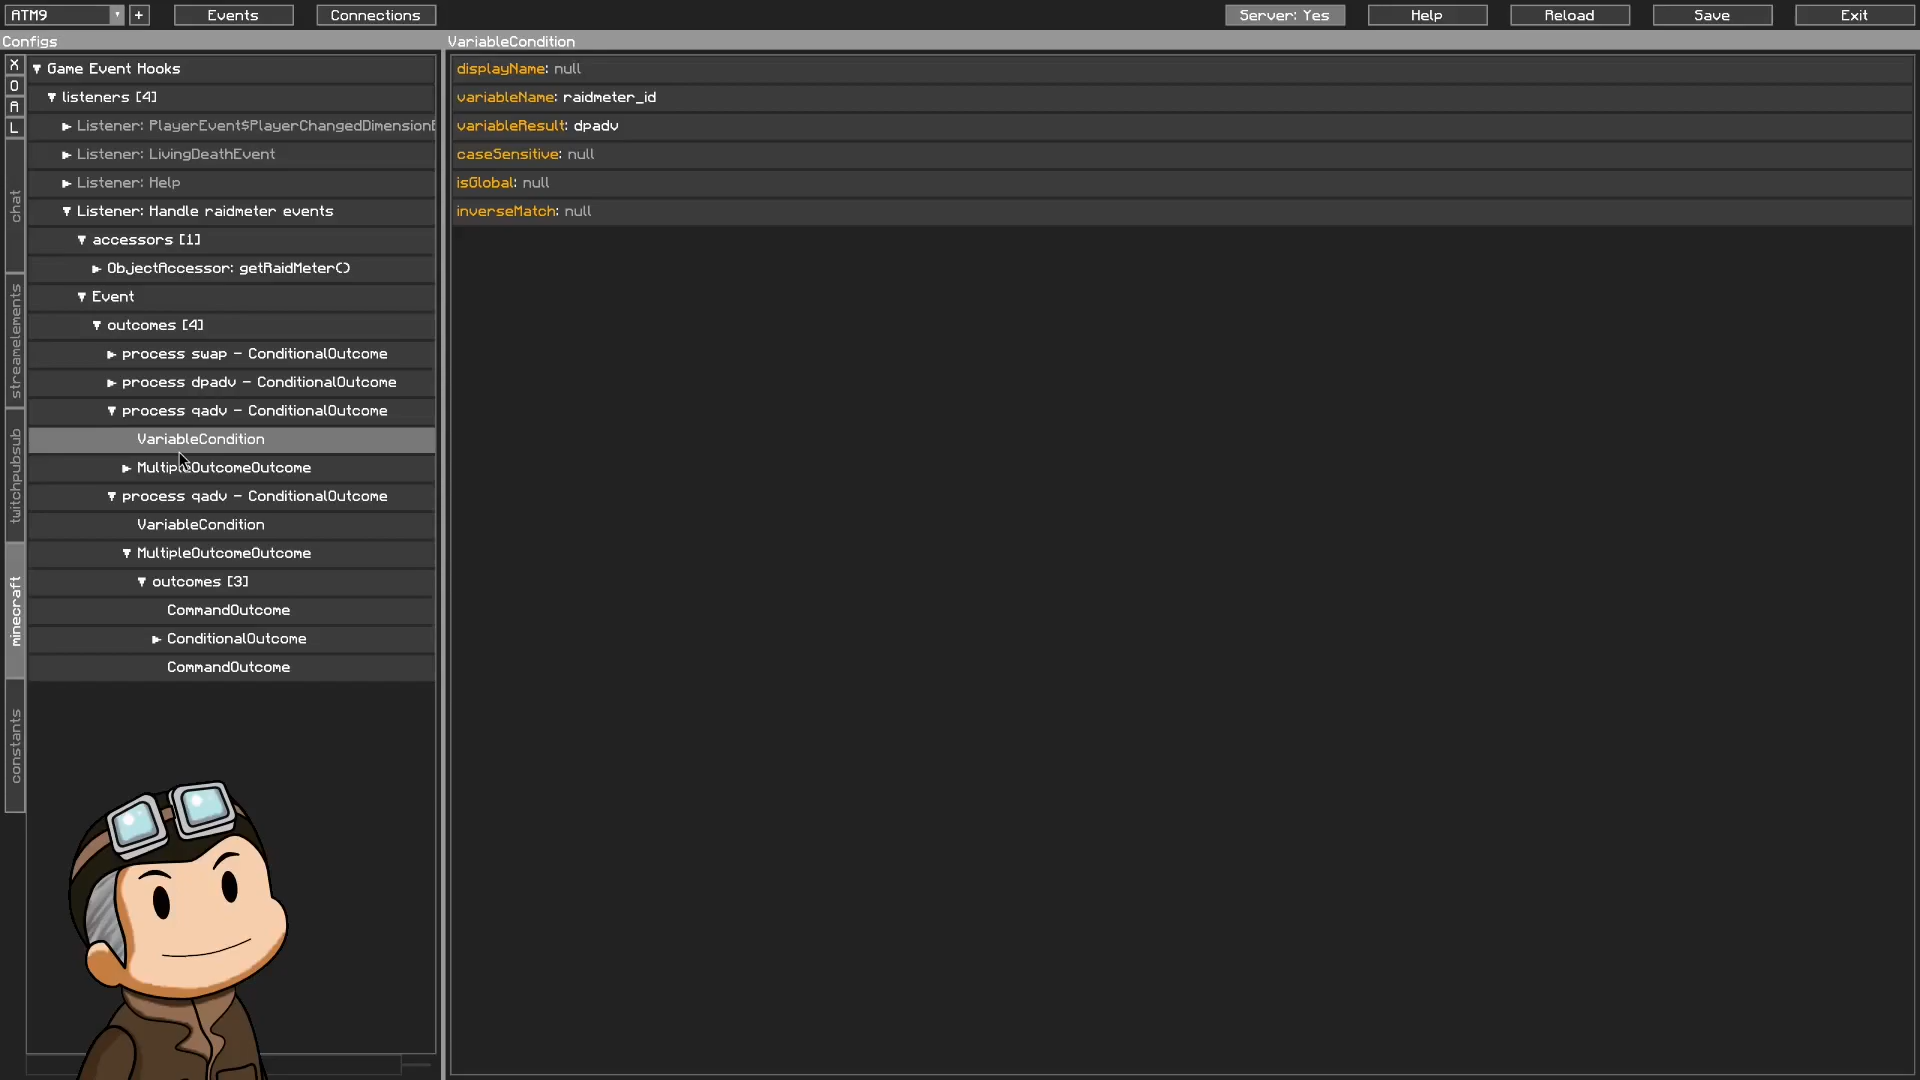 ATM9
+
Events
Connections
Server: Yes
Help
Reload
Save
Exit
Configs
X
O
A
L
chat
streamelements
twitchpubsub
minecraft
constants
Game Event Hooks
listeners [4]
Listener: PlayerEvent$PlayerChangedDimensionE
Listener: LivingDeathEvent
Listener: Help
Listener: Handle raidmeter events
accessors [1]
ObjectAccessor: getRaidMeter()
Event
outcomes [4]
process swap - ConditionalOutcome
process dpadv - ConditionalOutcome
process qadv - ConditionalOutcome
VariableCondition
MultipleOutcomeOutcome
process qadv - ConditionalOutcome
VariableCondition
MultipleOutcomeOutcome
outcomes [3]
CommandOutcome
ConditionalOutcome
CommandOutcome
VariableCondition
displayName: null
variableName: raidmeter_id
variableResult: dpadv
caseSensitive: null
isGlobal: null
inverseMatch: null